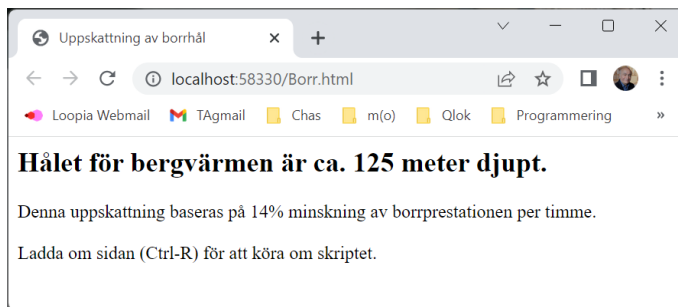 Uppskattning av borrhål
localhost:58330/Borr.html
Loopia Webmail TAgmail Chas m(o) Qlok Programmering »
Hålet för bergvärmen är ca. 125 meter djupt.
Denna uppskattning baseras på 14% minskning av borrprestationen per timme.
Ladda om sidan (Ctrl-R) för att köra om skriptet.